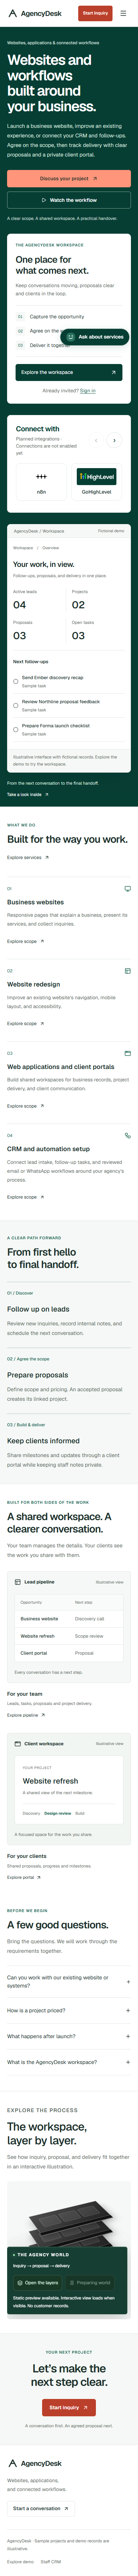 AgencyDesk
Start inquiry
Websites, applications & connected workflows
Websites and
workflows
built around
your business.
Launch a business website, improve an existing
experience, or connect your CRM and follow-ups.
Agree on the scope, then track delivery with clear
proposals and a private client portal.
Discuss your project
Watch the workflow
A clear scope. A shared workspace. A practical handover.
THE AGENCYDESK WORKSPACE
One place for
what comes next.
Keep conversations moving, proposals clear
and clients in the loop.
01 Capture the opportunity
02 Agree on the
Ask about services
03 Deliver it together
Explore the workspace
Already invited? Sign in
Connect with
Planned integrations ·
Connections are not enabled
yet
HighLevel
n8n
GoHighLevel
AgencyDesk / Workspace
Fictional demo
Workspace / Overview
Your work, in view.
Follow-ups, proposals, and delivery in one place.
Active leads
04
Projects
02
Proposals
03
Open tasks
03
Next follow-ups
Send Ember discovery recap
Sample task
Review Northline proposal feedback
Sample task
Prepare Forma launch checklist
Sample task
Illustrative interface with fictional records. Explore the
demo to try the workspace.
From the next conversation to the final handoff.
Take a look inside
WHAT WE DO
Built for the way you work.
Explore services
01
Business websites
Responsive pages that explain a business, present its
services, and collect inquiries.
Explore scope
02
Website redesign
Improve an existing website's navigation, mobile
layout, and accessibility.
Explore scope
03
Web applications and client portals
Build shared workspaces for business records, project
delivery, and client communication.
Explore scope
04
CRM and automation setup
Connect lead intake, follow-up tasks, and reviewed
email or WhatsApp workflows around your agency's
process.
Explore scope
A CLEAR PATH FORWARD
From first hello
to final handoff.
01 / Discover
Follow up on leads
Review new inquiries, record internal notes, and
schedule the next conversation.
02 / Agree the scope
Prepare proposals
Define scope and pricing. An accepted proposal
creates its linked project.
03 / Build & deliver
Keep clients informed
Share milestones and updates through a client
portal while keeping staff notes private.
BUILT FOR BOTH SIDES OF THE WORK
A shared workspace. A
clearer conversation.
Your team manages the details. Your clients see
the work you share with them.
Lead pipeline
Illustrative view
Opportunity
Next step
Business website
Discovery call
Website refresh
Scope review
Client portal
Proposal
Every conversation has a next step.
For your team
Leads, tasks, proposals and project delivery.
Explore pipeline
Client workspace
Illustrative view
YOUR PROJECT
Website refresh
A shared view of the next milestone.
Discovery Design review Build
A focused space for the work you share.
For your clients
Shared proposals, progress and milestones.
Explore portal
BEFORE WE BEGIN
A few good questions.
Bring the questions. We will work through the
requirements together.
Can you work with our existing website or
systems?
How is a project priced?
What happens after launch?
What is the AgencyDesk workspace?
EXPLORE THE PROCESS
The workspace,
layer by layer.
See how inquiry, proposal, and delivery fit together
in an interactive illustration.
THE AGENCY WORLD
Inquiry → proposal → delivery
Open the layers
Preparing world
Static preview available. Interactive view loads when
visible. No customer records.
YOUR NEXT PROJECT
Let's make the
next step clear.
Start inquiry
A conversation first. An agreed proposal next.
AgencyDesk
Websites, applications,
and connected workflows.
Start a conversation
AgencyDesk · Sample projects and demo records are
illustrative.
Explore demo Staff CRM